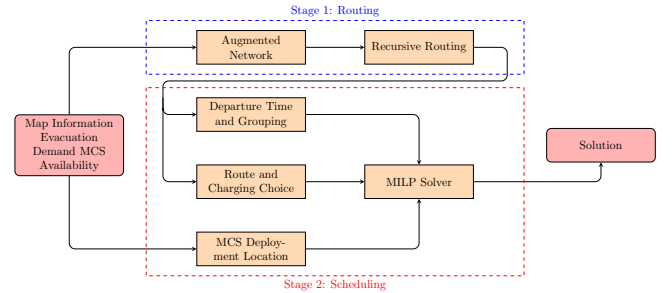 Stage 1: Routing
Augmented
Network
Recursive Routing
Map Information
Evacuation
Demand MCS
Availability
Departure Time
and Grouping
Route and
Charging Choice
MCS Deploy-
ment Location
MILP Solver
Solution
Stage 2: Scheduling